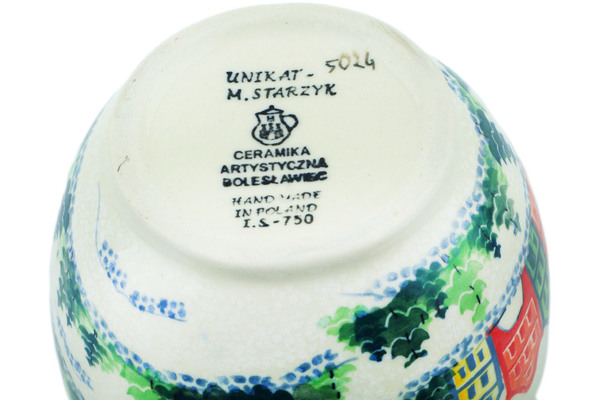 UNIKAT - 5024
M. STARZYK
CERAMIKA
ARTYSTYCZNA
BOLESŁAWIEC
HAND MADE
IN POLAND
I.S-750